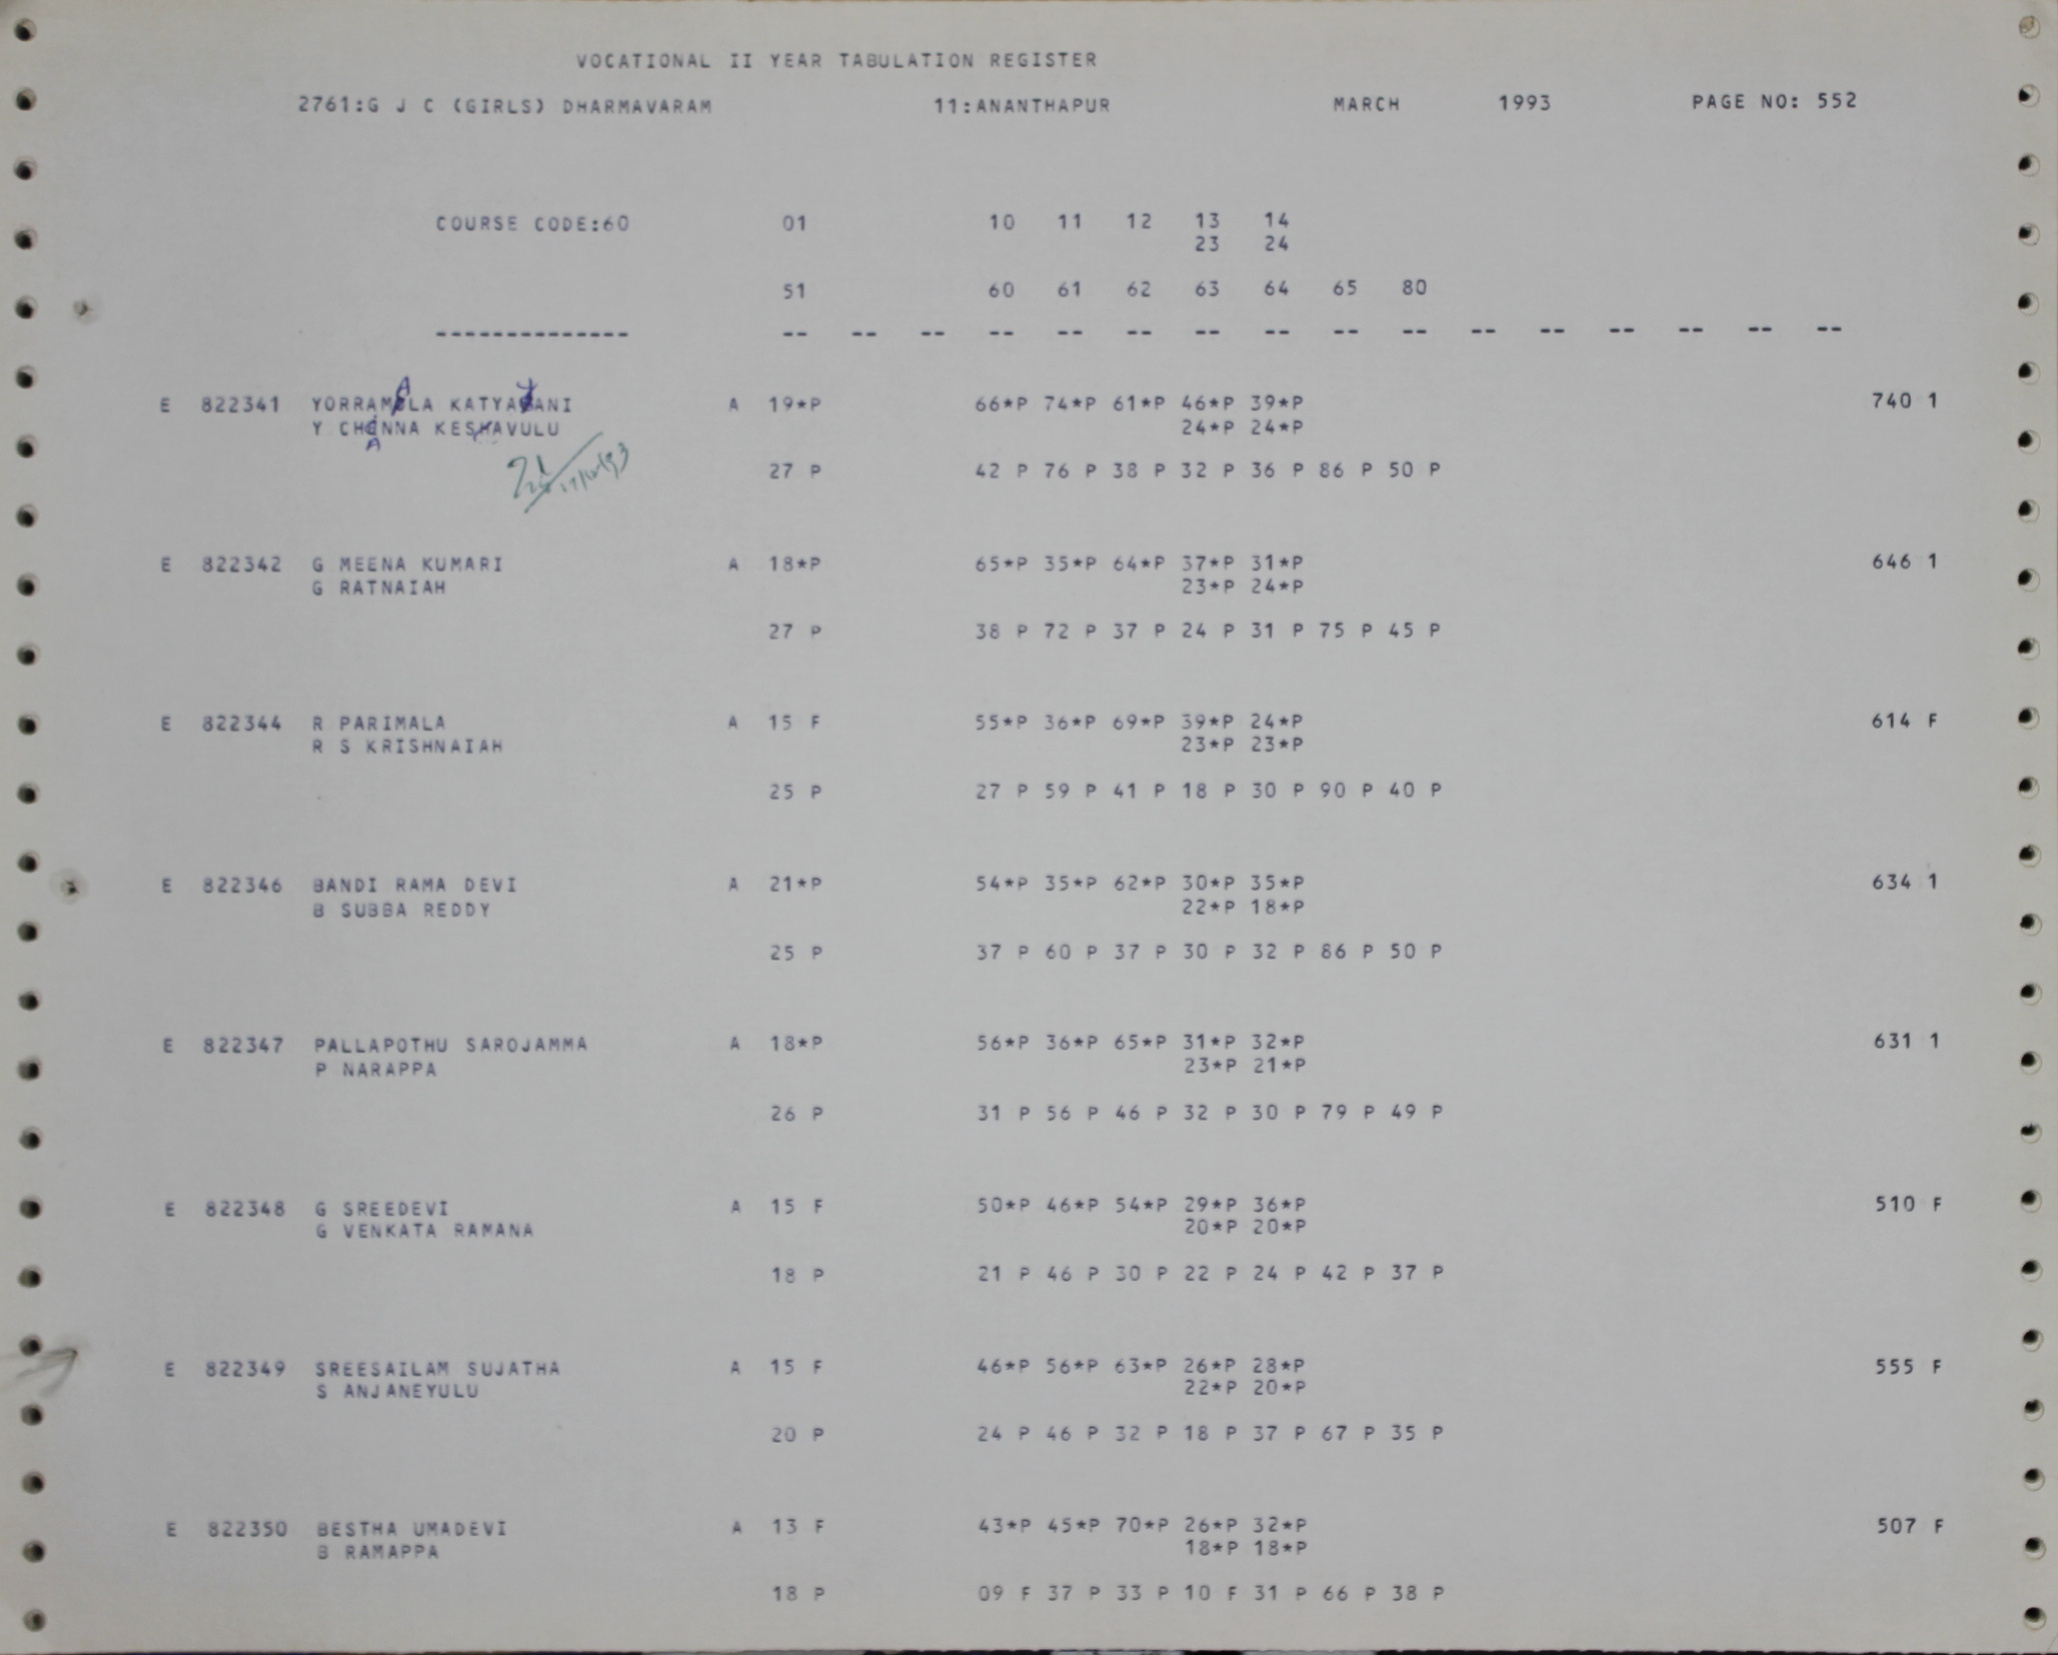 VOCATIONAL II YEAR TABULATION REGISTER
2761:G J C (GIRLS) DHARMAVARAM 11:ANANTHAPUR MARCH 1993 PAGE NO: 552
COURSE CODE:60 01 10 11 12 13 14
23 24
51 60 61 62 63 64 65 80
-------------- -- -- -- -- -- -- -- -- -- -- -- -- -- -- -- --
E 822341 YORRAMALA KATYAYANI A 19*P 66*P 74*P 61*P 46*P 39*P 740 1
Y CHANNA KESHAVULU 24*P 24*P
27 P 42 P 76 P 38 P 32 P 36 P 86 P 50 P
E 822342 G MEENA KUMARI A 18*P 65*P 35*P 64*P 37*P 31*P 646 1
G RATNAIAH 23*P 24*P
27 P 38 P 72 P 37 P 24 P 31 P 75 P 45 P
E 822344 R PARIMALA A 15 F 55*P 36*P 69*P 39*P 24*P 614 F
R S KRISHNAIAH 23*P 23*P
25 P 27 P 59 P 41 P 18 P 30 P 90 P 40 P
E 822346 BANDI RAMA DEVI A 21*P 54*P 35*P 62*P 30*P 35*P 634 1
B SUBBA REDDY 22*P 18*P
25 P 37 P 60 P 37 P 30 P 32 P 86 P 50 P
E 822347 PALLAPOTHU SAROJAMMA A 18*P 56*P 36*P 65*P 31*P 32*P 631 1
P NARAPPA 23*P 21*P
26 P 31 P 56 P 46 P 32 P 30 P 79 P 49 P
E 822348 G SREEDEVI A 15 F 50*P 46*P 54*P 29*P 36*P 510 F
G VENKATA RAMANA 20*P 20*P
18 P 21 P 46 P 30 P 22 P 24 P 42 P 37 P
E 822349 SREESAILAM SUJATHA A 15 F 46*P 56*P 63*P 26*P 28*P 555 F
S ANJANEYULU 22*P 20*P
20 P 24 P 46 P 32 P 18 P 37 P 67 P 35 P
E 822350 BESTHA UMADEVI A 13 F 43*P 45*P 70*P 26*P 32*P 507 F
B RAMAPPA 18*P 18*P
18 P 09 F 37 P 33 P 10 F 31 P 66 P 38 P